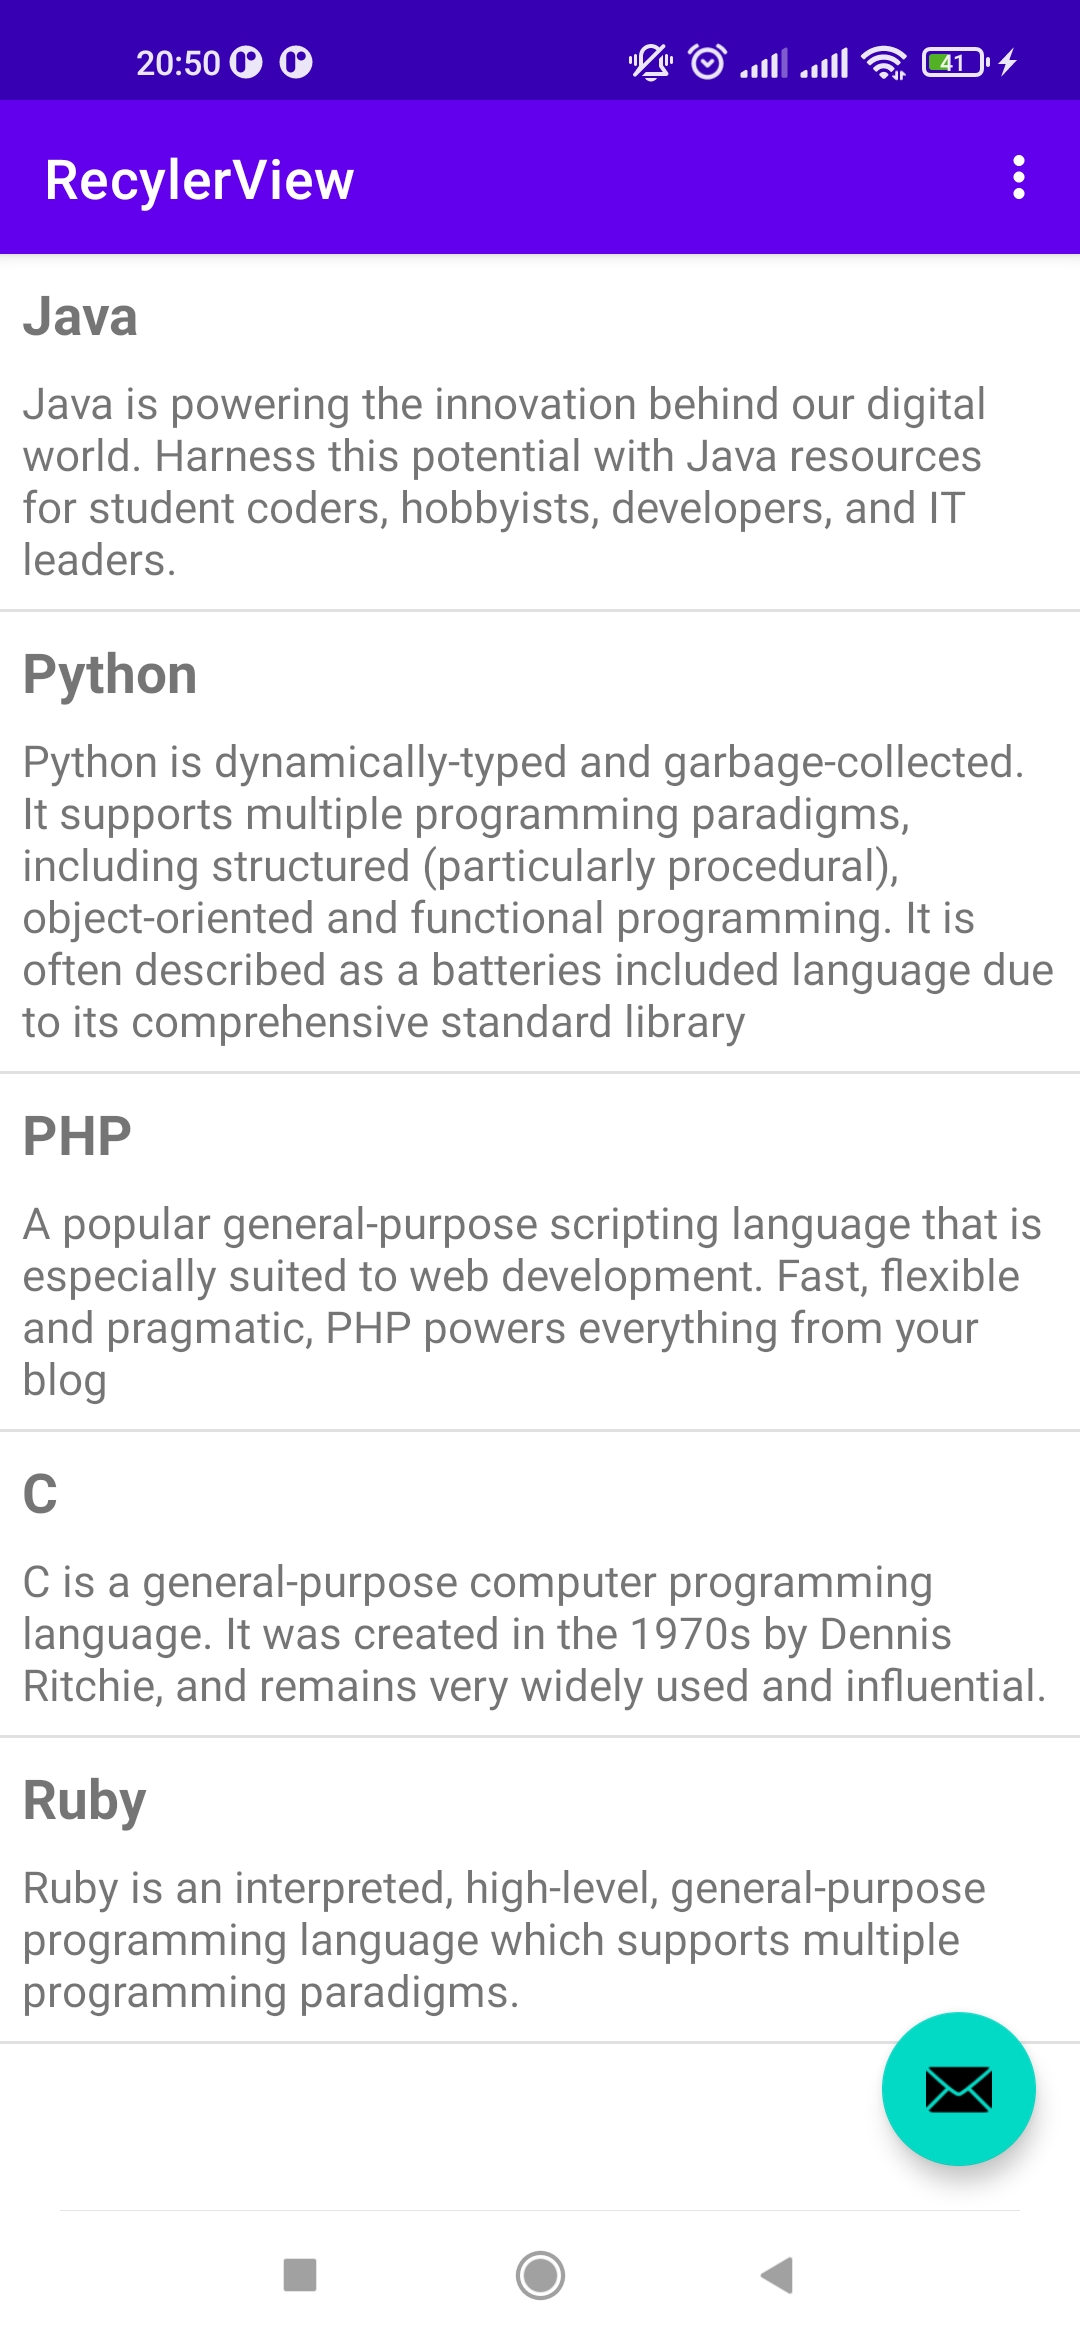 20:50
41
RecylerView
Java
Java is powering the innovation behind our digital
world. Harness this potential with Java resources
for student coders, hobbyists, developers, and IT
leaders.
Python
Python is dynamically-typed and garbage-collected.
It supports multiple programming paradigms,
including structured (particularly procedural),
object-oriented and functional programming. It is
often described as a batteries included language due
to its comprehensive standard library
PHP
A popular general-purpose scripting language that is
especially suited to web development. Fast, flexible
and pragmatic, PHP powers everything from your
blog
C
C is a general-purpose computer programming
language. It was created in the 1970s by Dennis
Ritchie, and remains very widely used and influential.
Ruby
Ruby is an interpreted, high-level, general-purpose
programming language which supports multiple
programming paradigms.